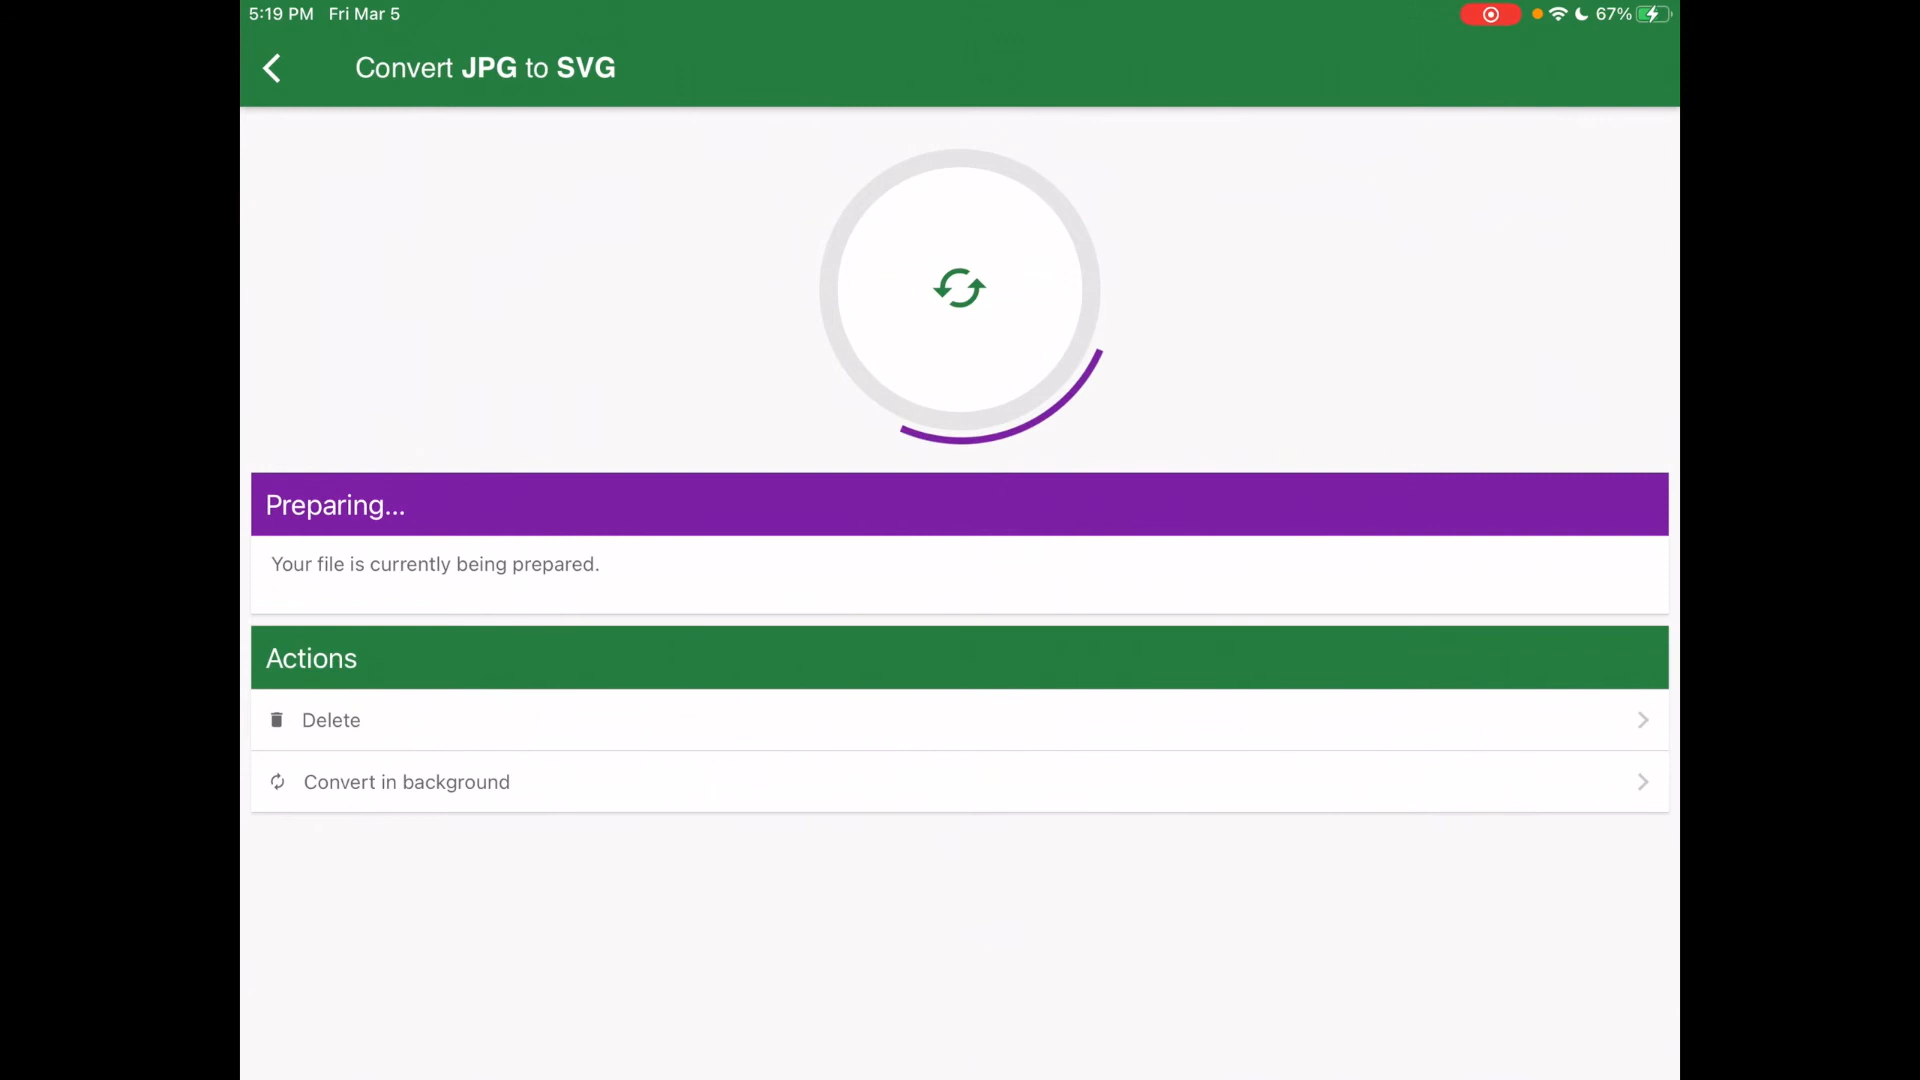 5:19 PM Fri Mar 5
67%
Convert JPG to SVG
Preparing...
Your file is currently being prepared.
Actions
Delete
Convert in background